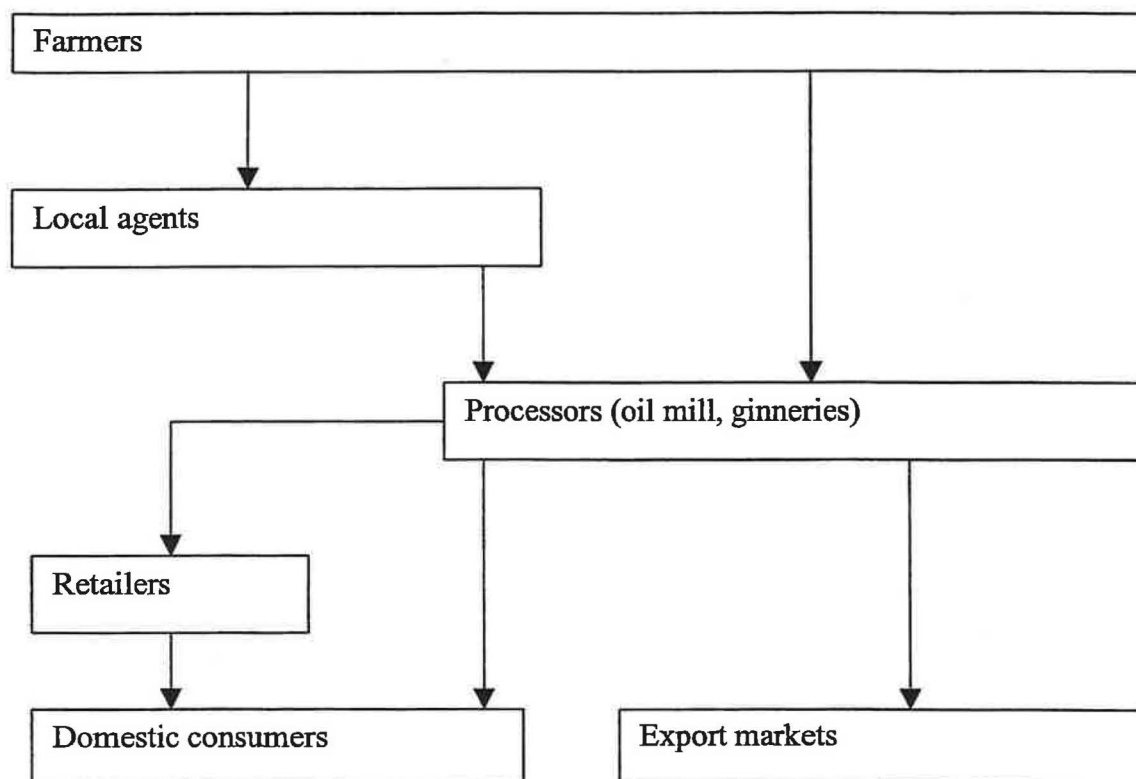 Farmers
Local agents
Processors (oil mill, ginneries)
Retailers
Domestic consumers
Export markets